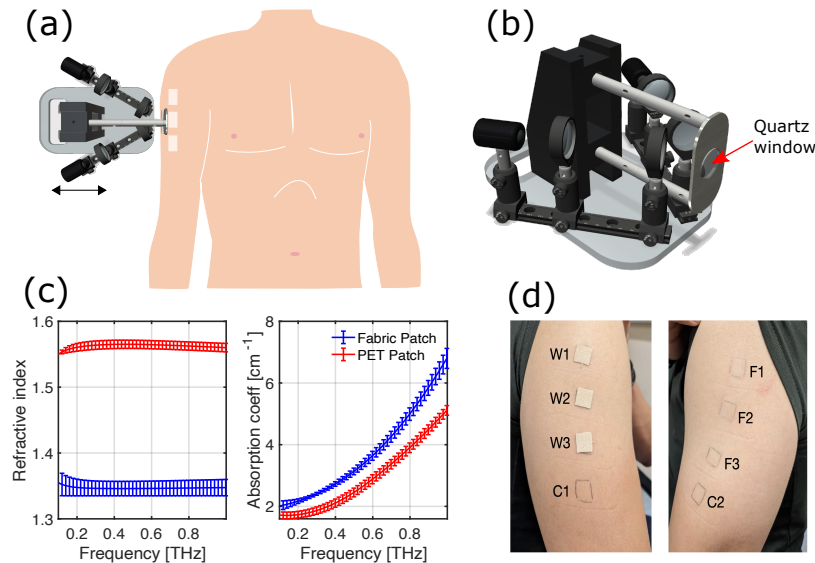 (a)
(b)
Quartz
window
(c)
1.6
1.5
1.4
1.3
Refractive index
0.2 0.4 0.6 0.8
Frequency [THz]
8
6
4
2
Absorption coeff [cm-1]
Fabric Patch
PET Patch
0.2 0.4 0.6 0.8
Frequency [THz]
(d)
W1
W2
W3
C1
F1
F2
F3
C2